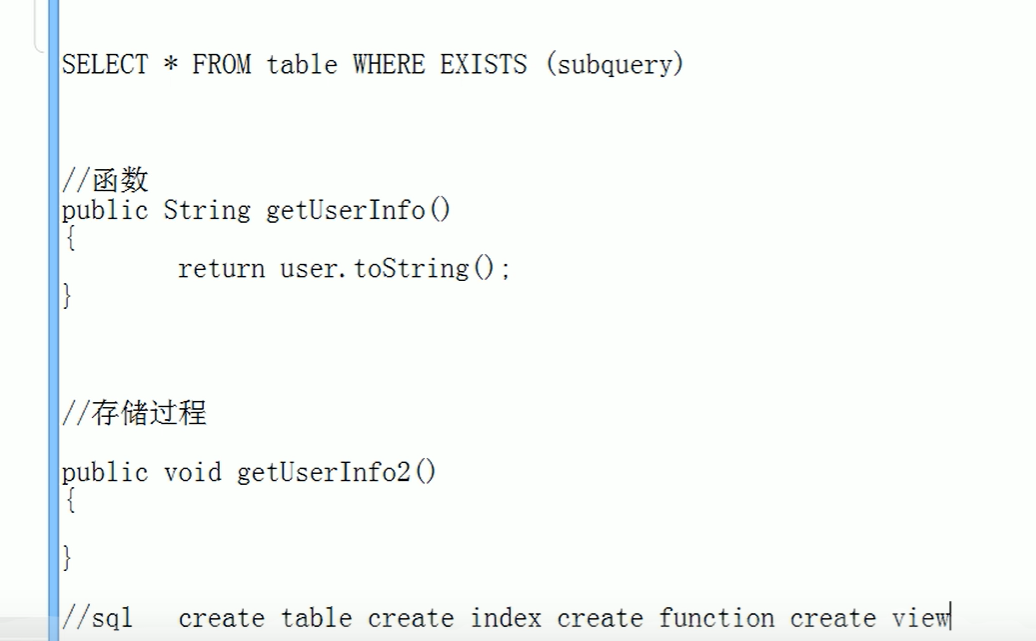 SELECT * FROM table WHERE EXISTS (subquery)
//函数
public String getUserInfo()
{
return user.toString();
}
//存储过程
public void getUserInfo2()
{
}
//sql   create table create index create function create view